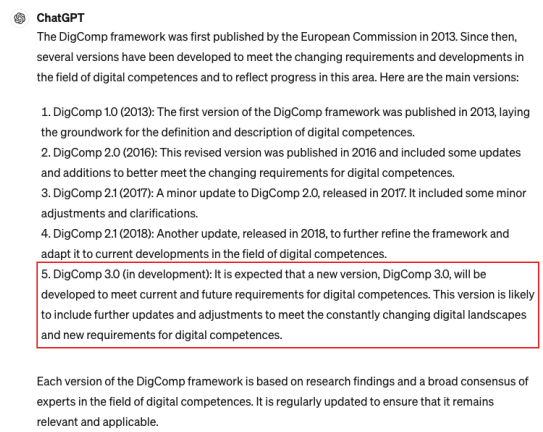 ChatGPT
The DigComp framework was first published by the European Commission in 2013. Since then,
several versions have been developed to meet the changing requirements and developments in
the field of digital competences and to reflect progress in this area. Here are the main versions:
1. DigComp 1.0 (2013): The first version of the DigComp framework was published in 2013, laying
the groundwork for the definition and description of digital competences.
2. DigComp 2.0 (2016): This revised version was published in 2016 and included some updates
and additions to better meet the changing requirements for digital competences.
3. DigComp 2.1 (2017): A minor update to DigComp 2.0, released in 2017. It included some minor
adjustments and clarifications.
4. DigComp 2.1 (2018): Another update, released in 2018, to further refine the framework and
adapt it to current developments in the field of digital competences.
5. DigComp 3.0 (in development): It is expected that a new version, DigComp 3.0, will be
developed to meet current and future requirements for digital competences. This version is likely
to include further updates and adjustments to meet the constantly changing digital landscapes
and new requirements for digital competences.
Each version of the DigComp framework is based on research findings and a broad consensus of
experts in the field of digital competences. It is regularly updated to ensure that it remains
relevant and applicable.